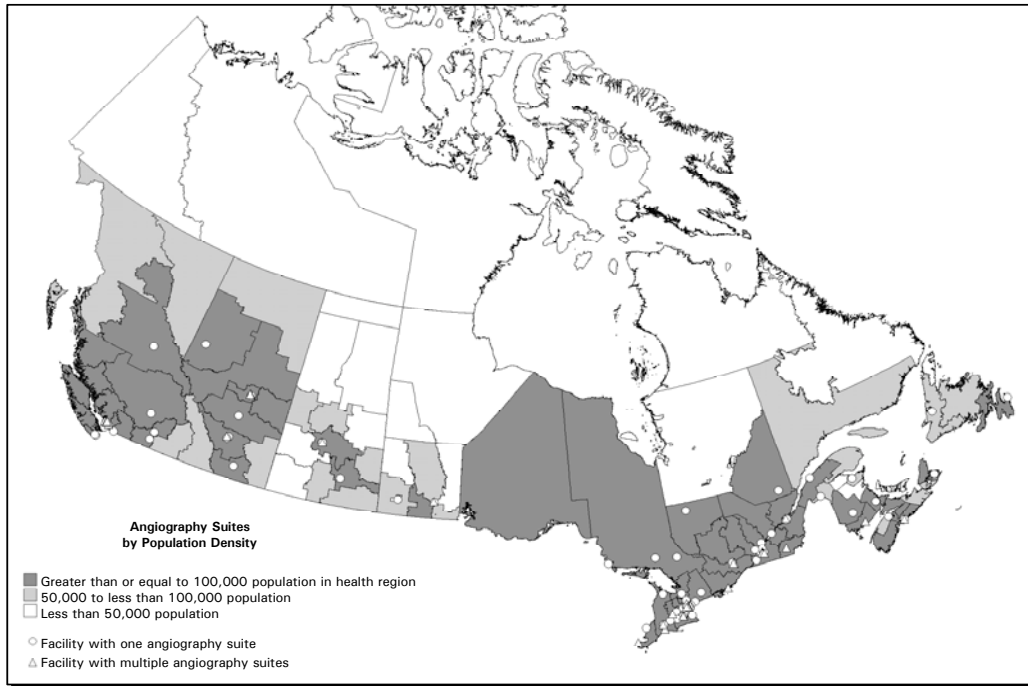 Angiography Suites
by Population Density
Greater than or equal to 100,000 population in health region
50,000 to less than 100,000 population
Less than 50,000 population
Facility with one angiography suite
Facility with multiple angiography suites